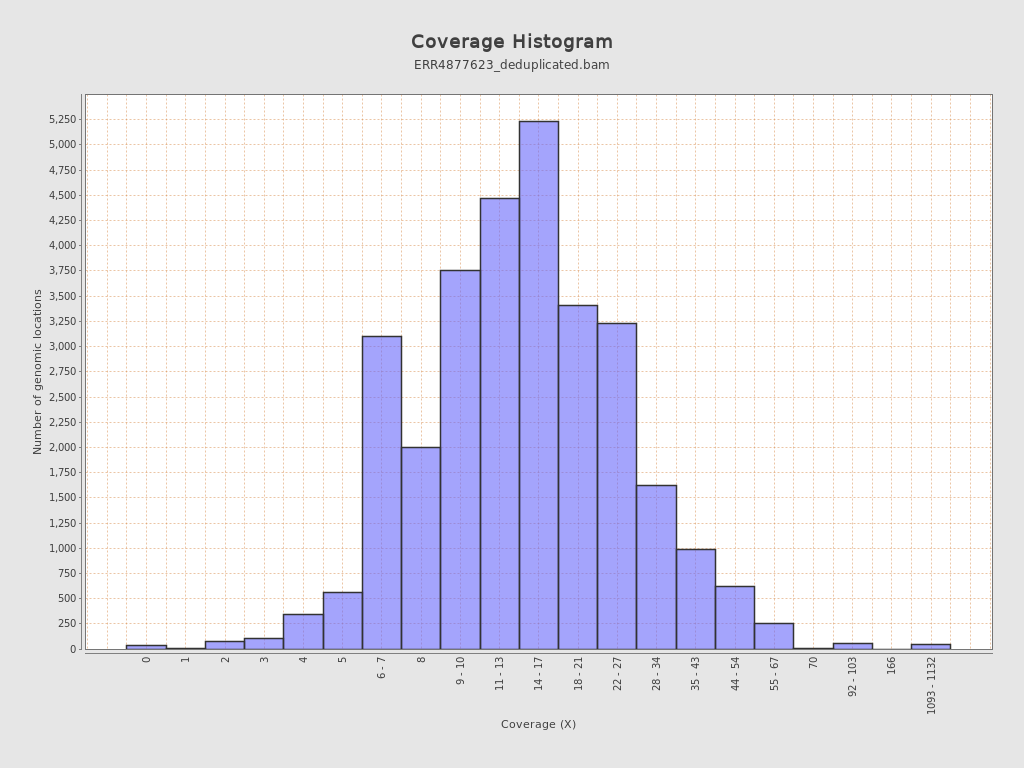 Coverage Histogram
ERR4877623_deduplicated.bam
Number of genomic locations
5,250
5,000
4,750
4,500
4,250
4,000
3,750
3,500
3,250
3,000
2,750
2,500
2,250
2,000
1,750
1,500
1,250
1,000
750
500
250
0
0
1
2
3
4
5
6 - 7
8
9 - 10
11 - 13
14 - 17
18 - 21
22 - 27
28 - 34
35 - 43
44 - 54
55 - 67
70
92 - 103
166
1093 - 1132
Coverage (X)